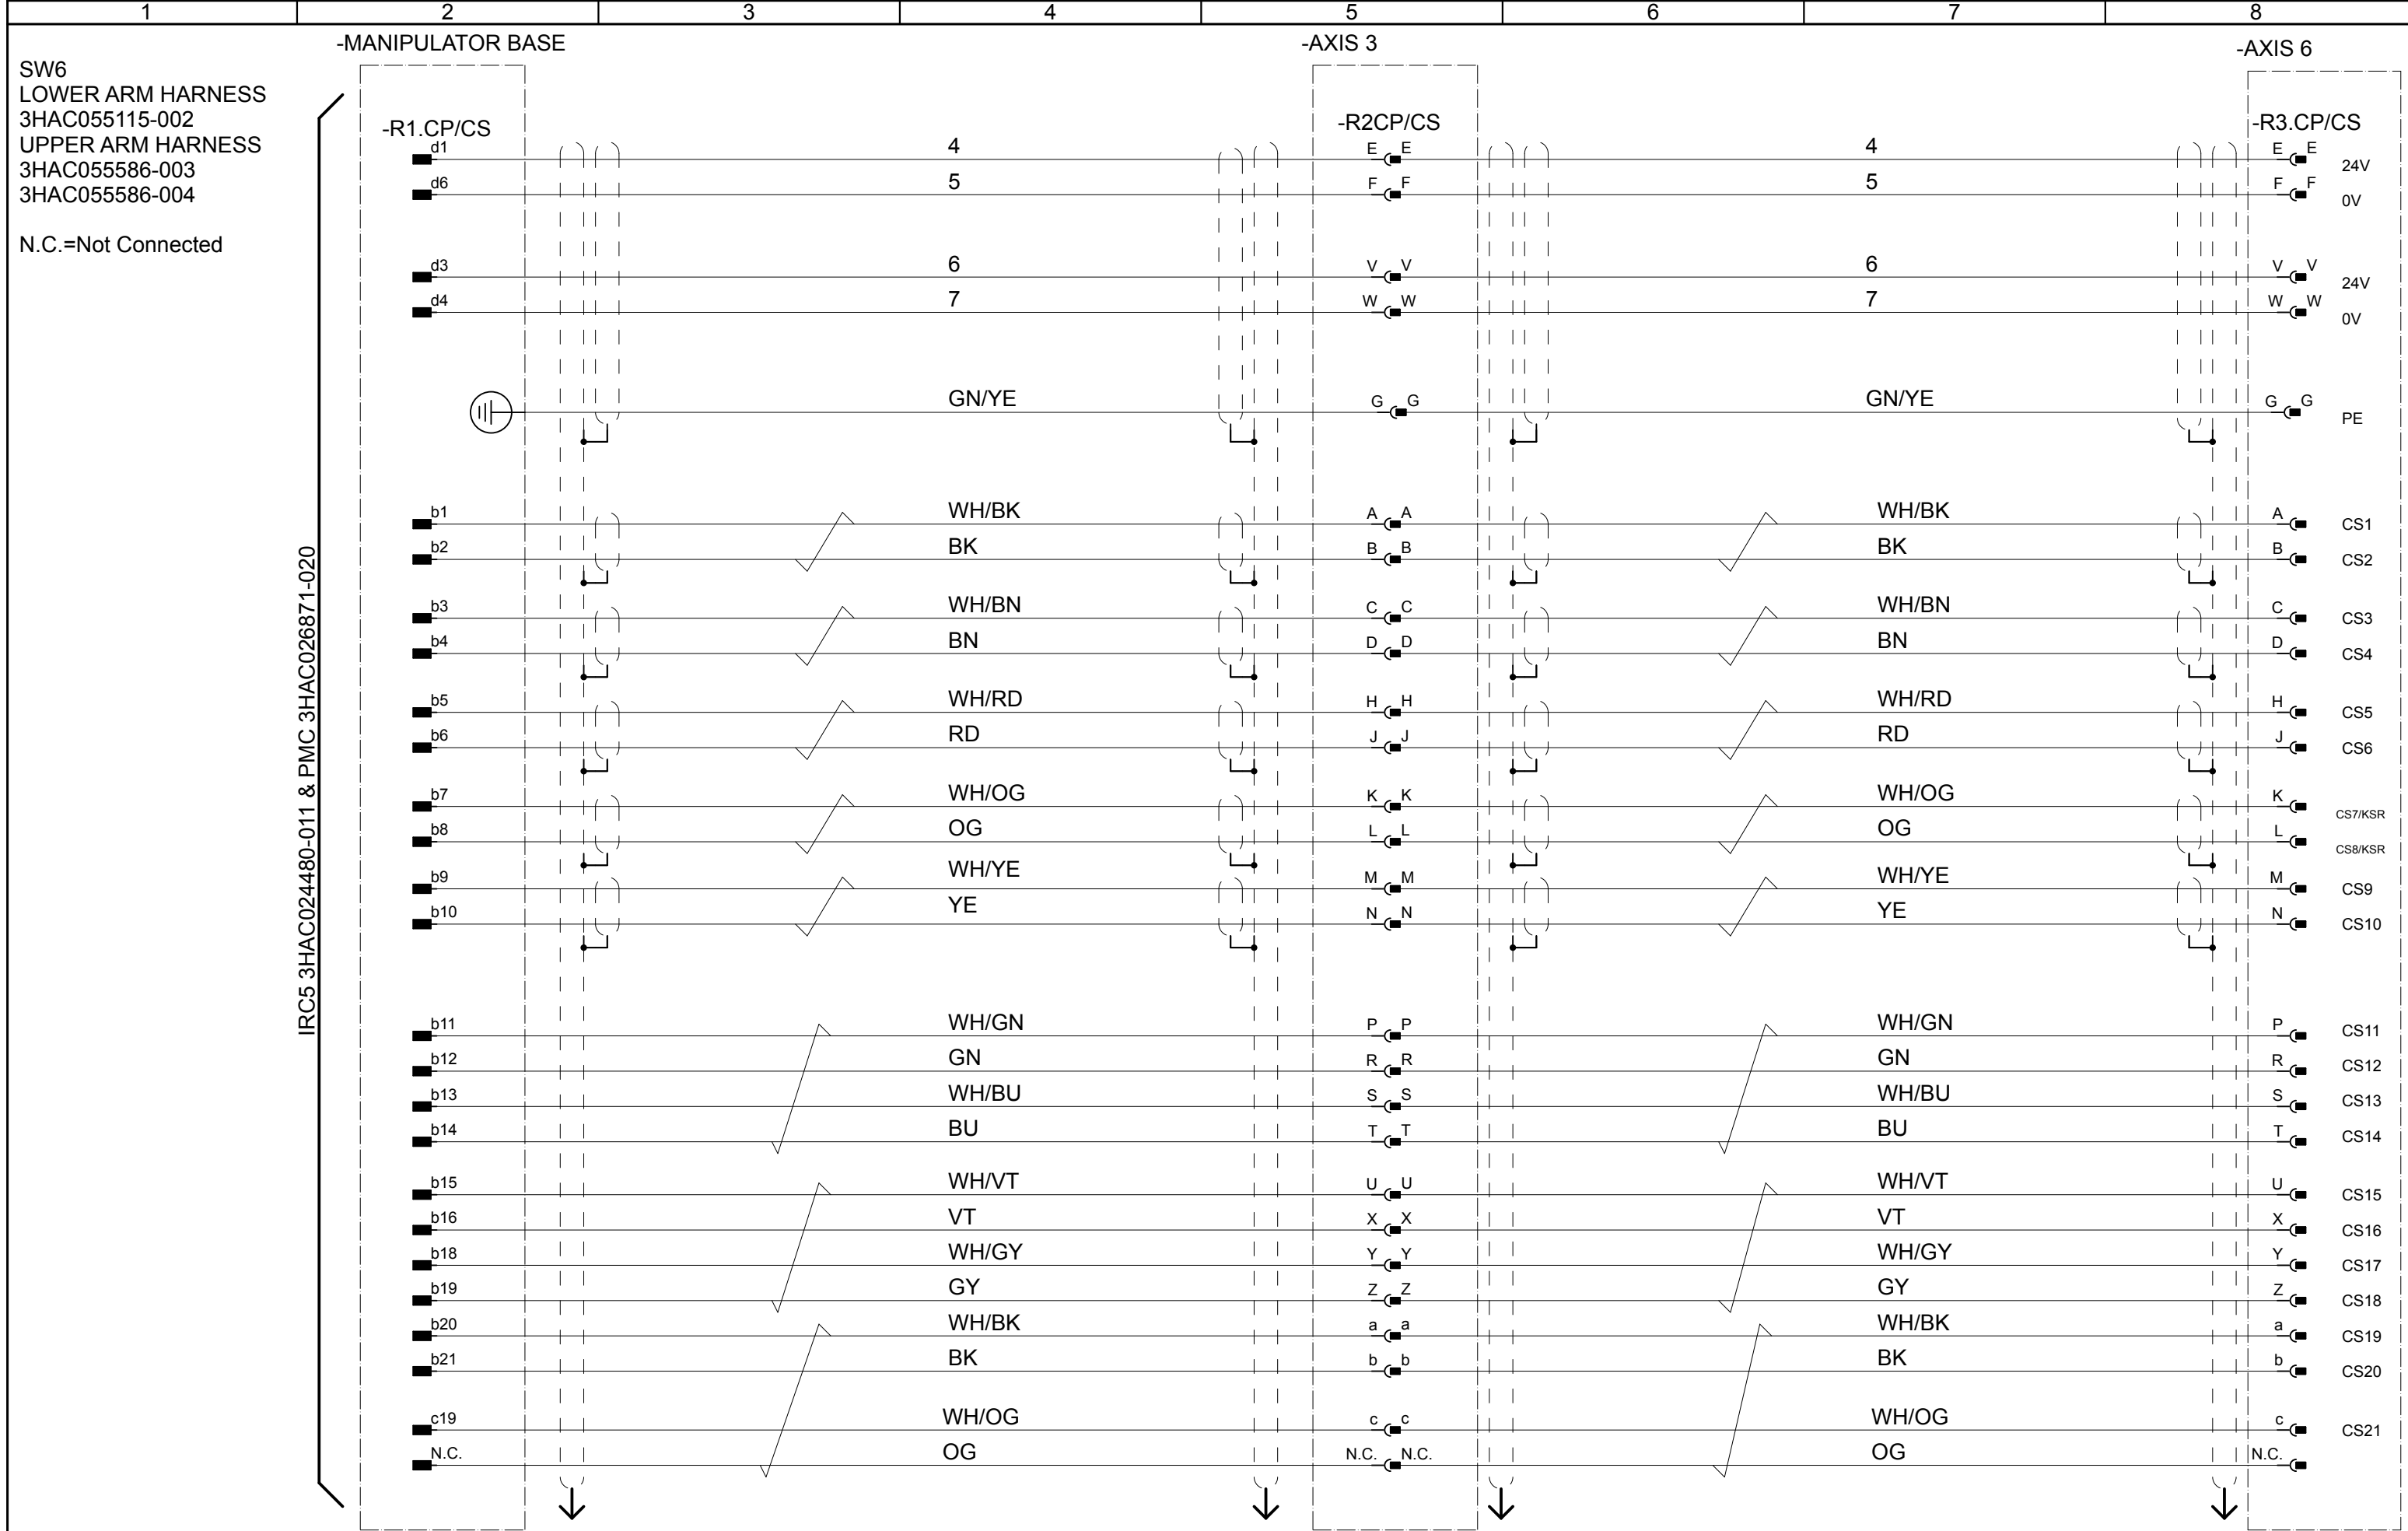 1 2 3 4 5 6 7 8
-MANIPULATOR BASE -AXIS 3 -AXIS 6
SW6
LOWER ARM HARNESS
3HAC055115-002
UPPER ARM HARNESS
3HAC055586-003
3HAC055586-004
N.C.=Not Connected
IRC5 3HAC024480-011 & PMC 3HAC026871-020
-R1.CP/CS -R2CP/CS -R3.CP/CS
d1 4 E E 4 E E 24V
d6 5 F F 5 F F 0V
d3 6 V V 6 V V 24V
d4 7 W W 7 W W 0V
GN/YE G G GN/YE G G PE
b1 WH/BK A A WH/BK A CS1
b2 BK B B BK B CS2
b3 WH/BN C C WH/BN C CS3
b4 BN D D BN D CS4
b5 WH/RD H H WH/RD H CS5
b6 RD J J RD J CS6
b7 WH/OG K K WH/OG K CS7/KSR
b8 OG L L OG L CS8/KSR
b9 WH/YE M M WH/YE M CS9
b10 YE N N YE N CS10
b11 WH/GN P P WH/GN P CS11
b12 GN R R GN R CS12
b13 WH/BU S S WH/BU S CS13
b14 BU T T BU T CS14
b15 WH/VT U U WH/VT U CS15
b16 VT X X VT X CS16
b18 WH/GY Y Y WH/GY Y CS17
b19 GY Z Z GY Z CS18
b20 WH/BK a a WH/BK a CS19
b21 BK b b BK b CS20
c19 WH/OG c c WH/OG c CS21
N.C. OG N.C. N.C. OG N.C.